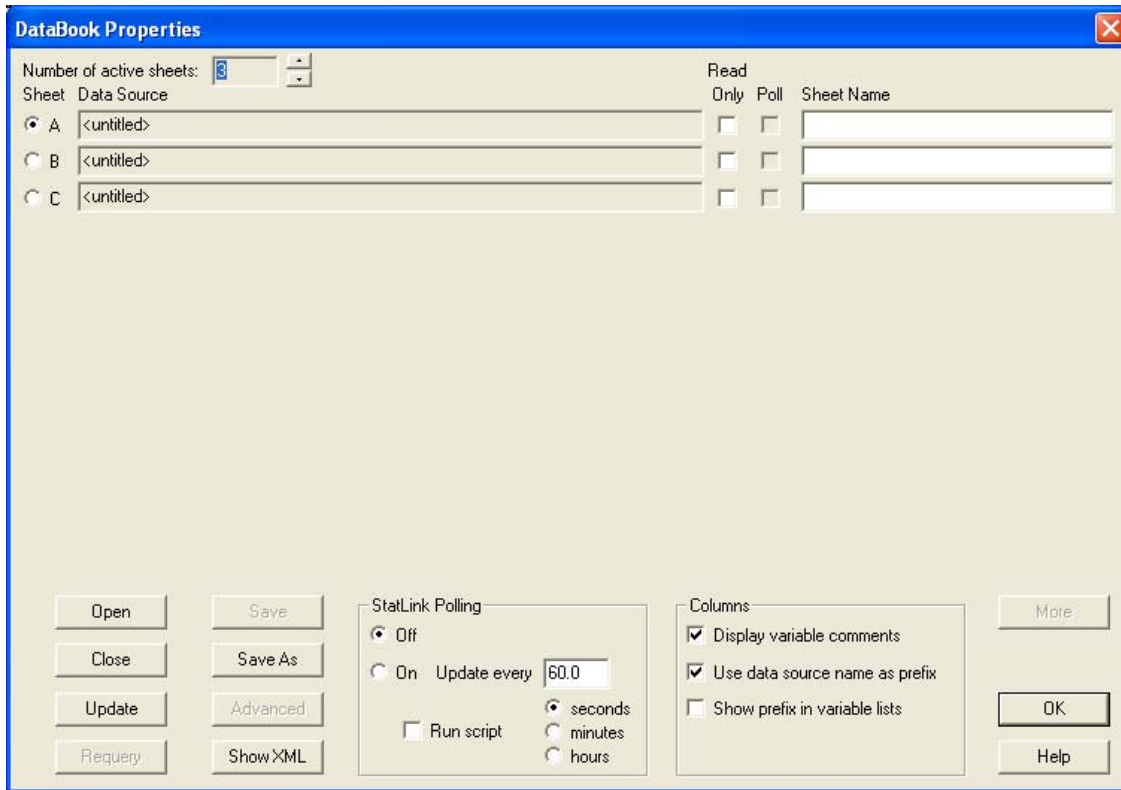 DataBook Properties
Number of active sheets: 3
Read
Sheet Data Source Only Poll Sheet Name
A <untitled>
B <untitled>
C <untitled>
Open Save StatLink Polling Columns More
Off Display variable comments
Close Save As On Update every 60.0 Use data source name as prefix
Update Advanced Run script seconds Show prefix in variable lists OK
minutes
Requery Show XML hours Help